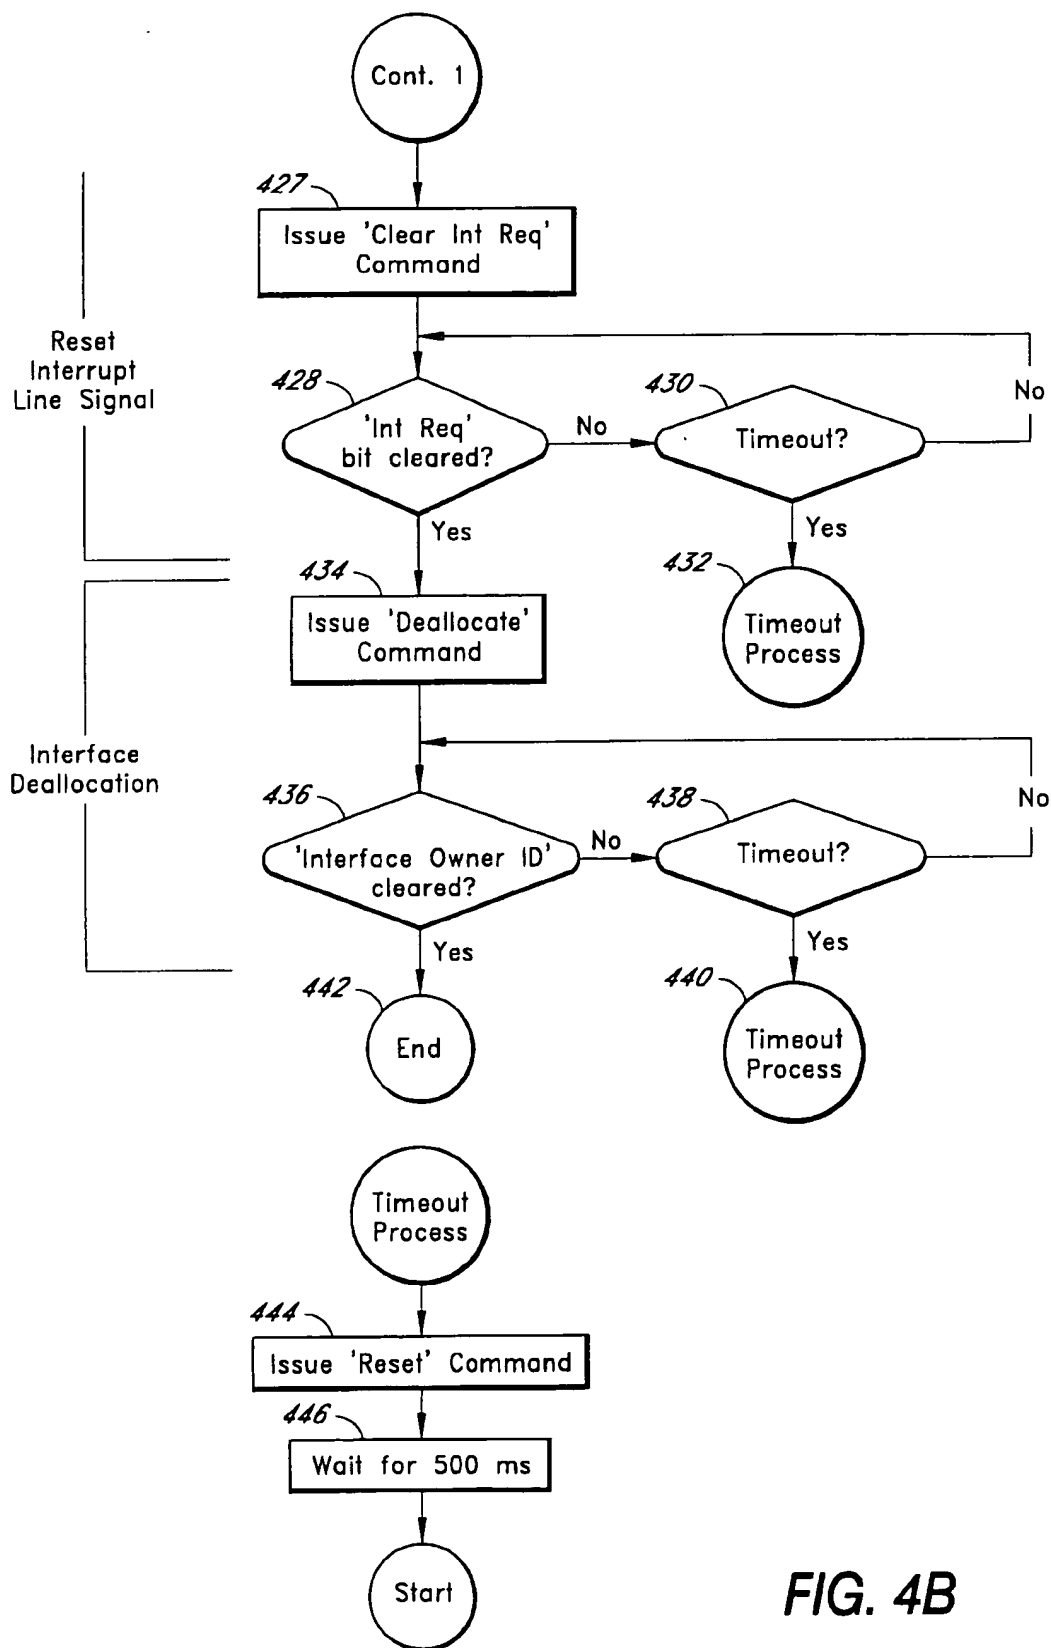 Cont. 1
427
Issue 'Clear Int Req'
Command
Reset
Interrupt
Line Signal
428
'Int Req'
bit cleared?
No
430
Timeout?
No
Yes
Yes
432
Timeout
Process
434
Issue 'Deallocate'
Command
Interface
Deallocation
436
'Interface Owner ID'
cleared?
No
438
Timeout?
No
Yes
Yes
442
End
440
Timeout
Process
Timeout
Process
444
Issue 'Reset' Command
446
Wait for 500 ms
Start
FIG. 4B